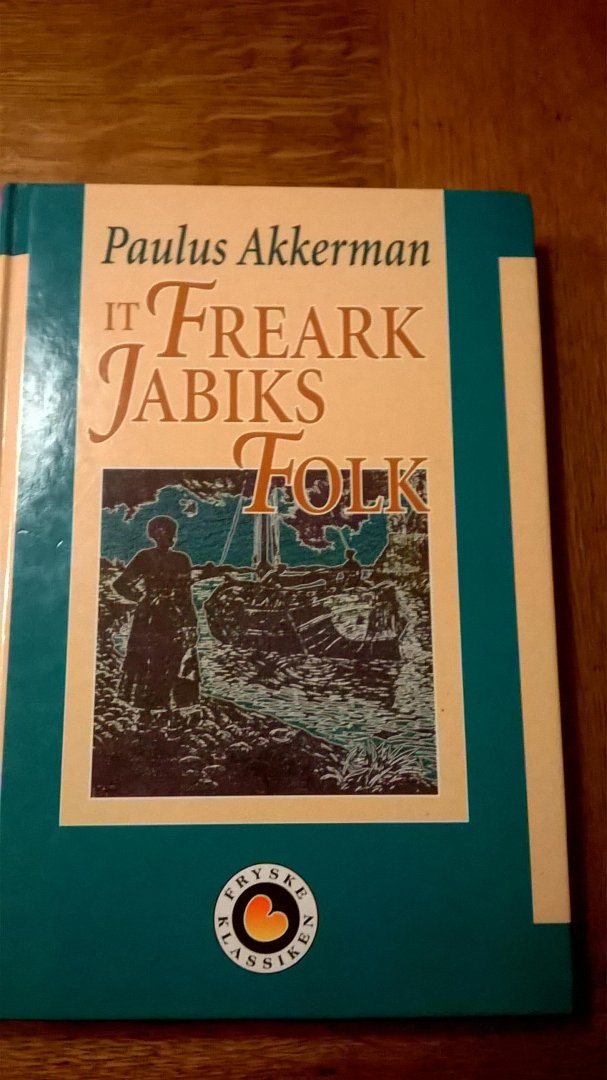 Paulus Akkerman
IT FREARK
JABIKS
FOLK
FRYSKE
KLASSIKEN